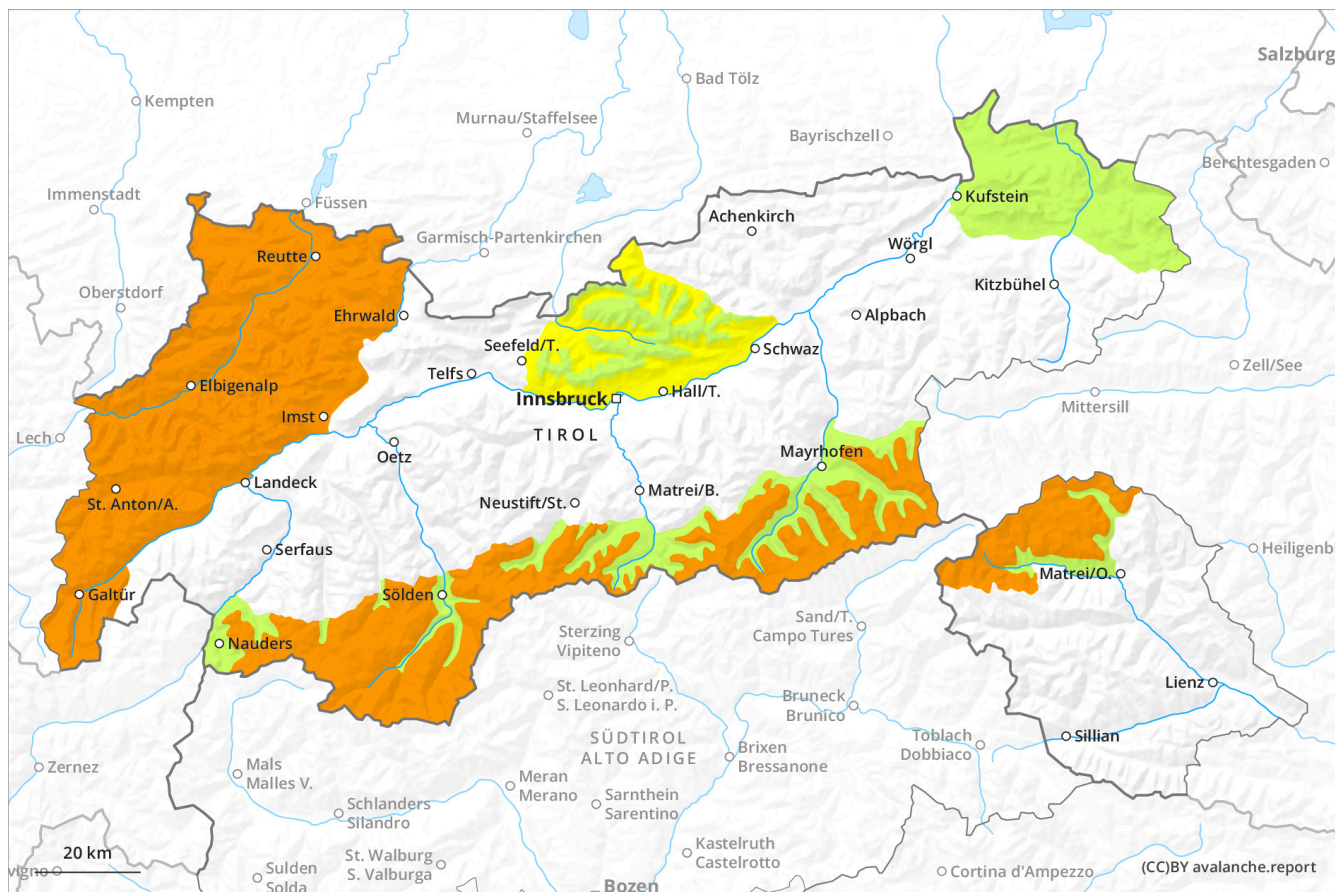 Salzburg
Bad Tölz
Kempten
Murnau/Staffelsee
Bayrischzell
Berchtesgaden
Immenstadt
Füssen
Kufstein
Achenkirch
Garmisch-Partenkirchen
Wörgl
Reutte
Kitzbühel
Oberstdorf
Ehrwald
Alpbach
Seefeld/T.
Schwaz
Zell/See
Telfs
Elbigenalp
Hall/T.
Innsbruck
Mittersill
Imst
Lech
TIROL
Oetz
Mayrhofen
Landeck
St. Anton/A.
Neustift/St.
Matrei/B.
Serfaus
Heiligenb
Matrei/O.
Galtür
Sölden
Sand/T.
Campo Tures
Nauders
Sterzing
Vipiteno
St. Leonhard/P.
S. Leonardo i. P.
Lienz
Bruneck
Brunico
SÜDTIROL
ALTO ADIGE
Toblach
Dobbiaco
Sillian
Brixen
Bressanone
Zernez
Mals
Malles V.
Meran
Merano
Sarnthein
Sarentino
Schlanders
Silandro
20 km
Kastelruth
Castelrotto
St. Walburg
S. Valburga
vigno
Sulden
Solda
Cortina d'Ampezzo
(CC)BY avalanche.report
Bozen